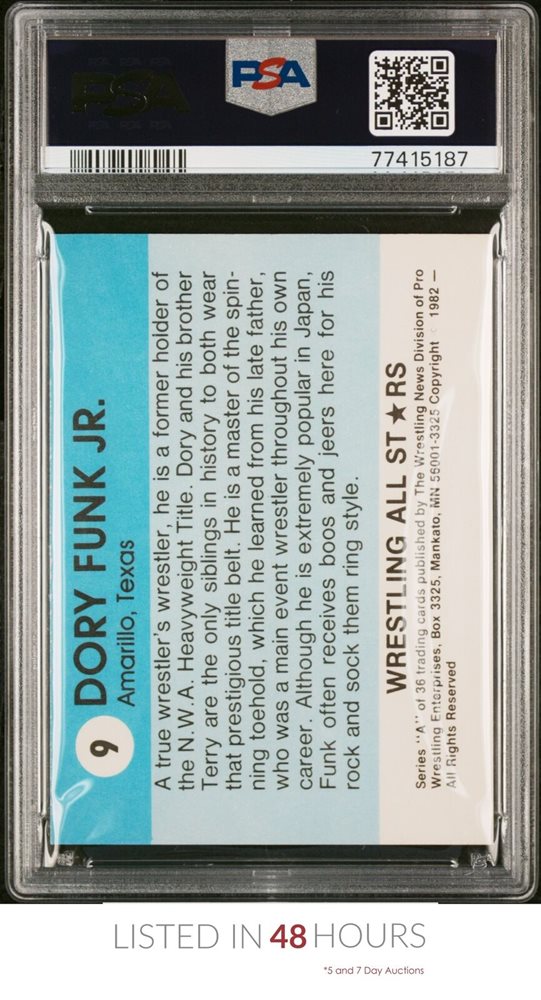 PSA
77415187
9
DORY FUNK JR.
Amarillo, Texas
A true wrestler's wrestler, he is a former holder of
the N.W.A. Heavyweight Title. Dory and his brother
Terry are the only siblings in history to both wear
that prestigious title belt. He is a master of the spin-
ning toehold, which he learned from his late father,
who was a main event wrestler throughout his own
career. Although he is extremely popular in Japan,
Funk often receives boos and jeers here for his
rock and sock them ring style.
WRESTLING ALL ST★RS
Series "A" of 36 trading cards published by The Wrestling News Division of Pro
Wrestling Enterprises, Box 3325, Mankato, MN 56001-3325 Copyright 1982 —
All Rights Reserved
LISTED IN 48 HOURS
*5 and 7 Day Auctions